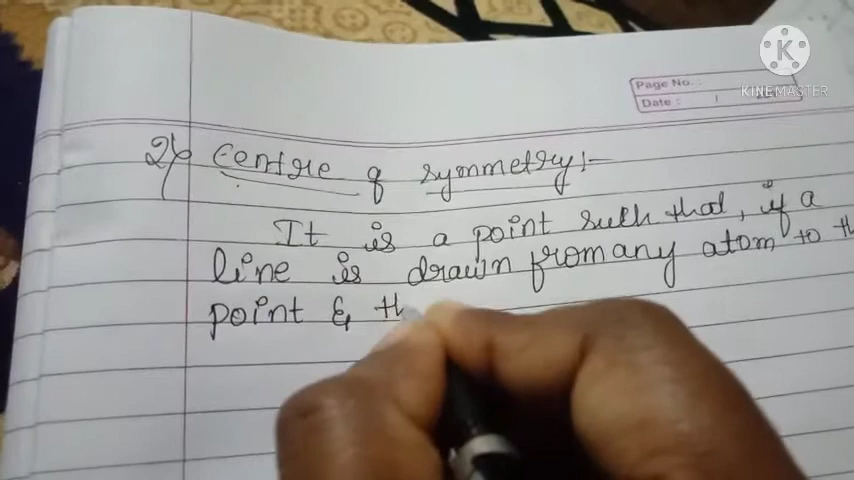 K
KINEMASTER
Page No. :
Date :
2) Centre of symmetry :-
It is a point such that, if a
line is drawn from any atom to th
point & th